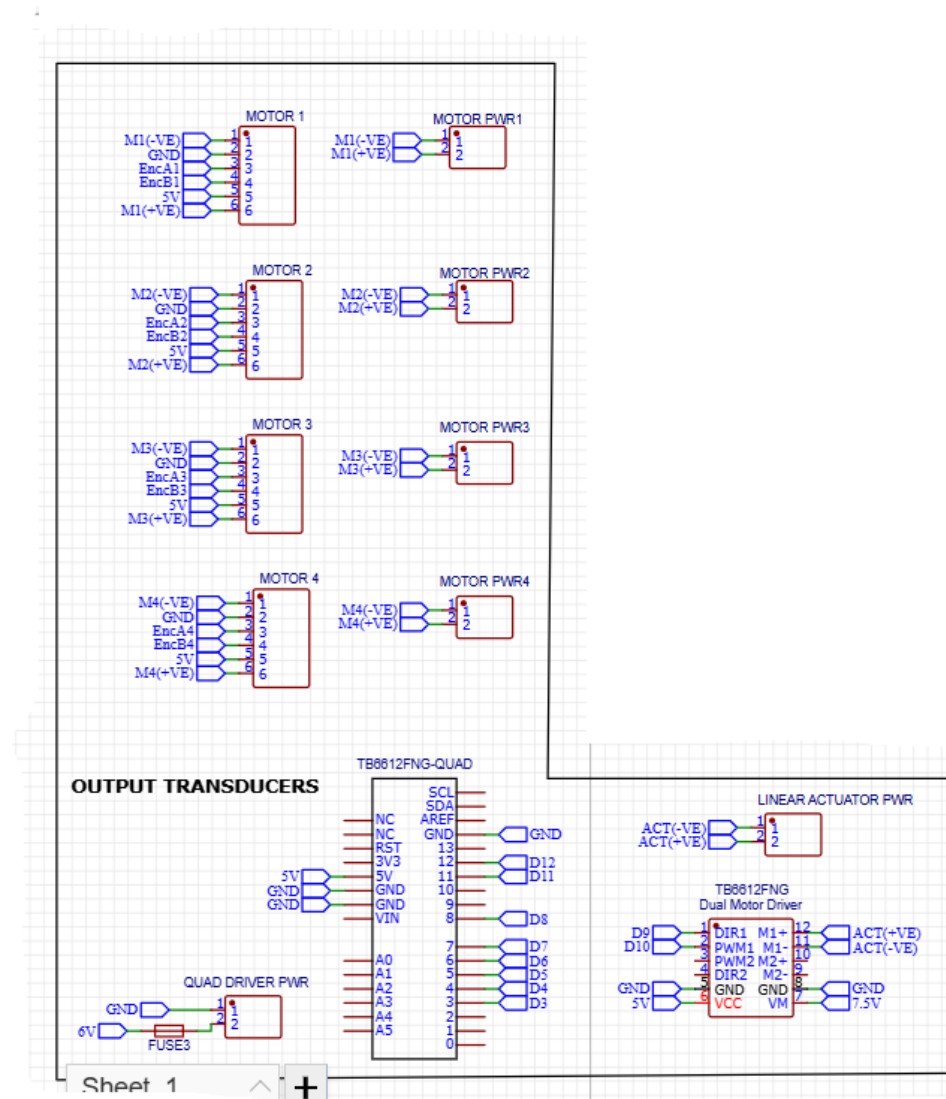 MOTOR 1
M1(-VE) 1 1
GND 2 2
EncA1 3 3
EncB1 4 4
5V 5 5
M1(+VE) 6 6
MOTOR PWR1
M1(-VE) 1 1
M1(+VE) 2 2
MOTOR 2
M2(-VE) 1 1
GND 2 2
EncA2 3 3
EncB2 4 4
5V 5 5
M2(+VE) 6 6
MOTOR PWR2
M2(-VE) 1 1
M2(+VE) 2 2
MOTOR 3
M3(-VE) 1 1
GND 2 2
EncA3 3 3
EncB3 4 4
5V 5 5
M3(+VE) 6 6
MOTOR PWR3
M3(-VE) 1 1
M3(+VE) 2 2
MOTOR 4
M4(-VE) 1 1
GND 2 2
EncA4 3 3
EncB4 4 4
5V 5 5
M4(+VE) 6 6
MOTOR PWR4
M4(-VE) 1 1
M4(+VE) 2 2
OUTPUT TRANSDUCERS
TB6612FNG-QUAD
SCL
SDA
NC AREF
NC GND GND
RST 13
3V3 12 D12
5V 5V 11 D11
GND GND 10
GND GND 9
VIN 8 D8
7 D7
A0 6 D6
A1 5 D5
A2 4 D4
A3 3 D3
A4 2
A5 1
0
QUAD DRIVER PWR
GND 1 1
6V 2 2
FUSE3
LINEAR ACTUATOR PWR
ACT(-VE) 1 1
ACT(+VE) 2 2
TB6612FNG
Dual Motor Driver
D9 1 DIR1 M1+ 12 ACT(+VE)
D10 2 PWM1 M1- 11 ACT(-VE)
3 PWM2 M2+ 10
4 DIR2 M2- 9
GND 5 GND GND 8 GND
5V 6 VCC VM 7 7.5V
Sheet_1